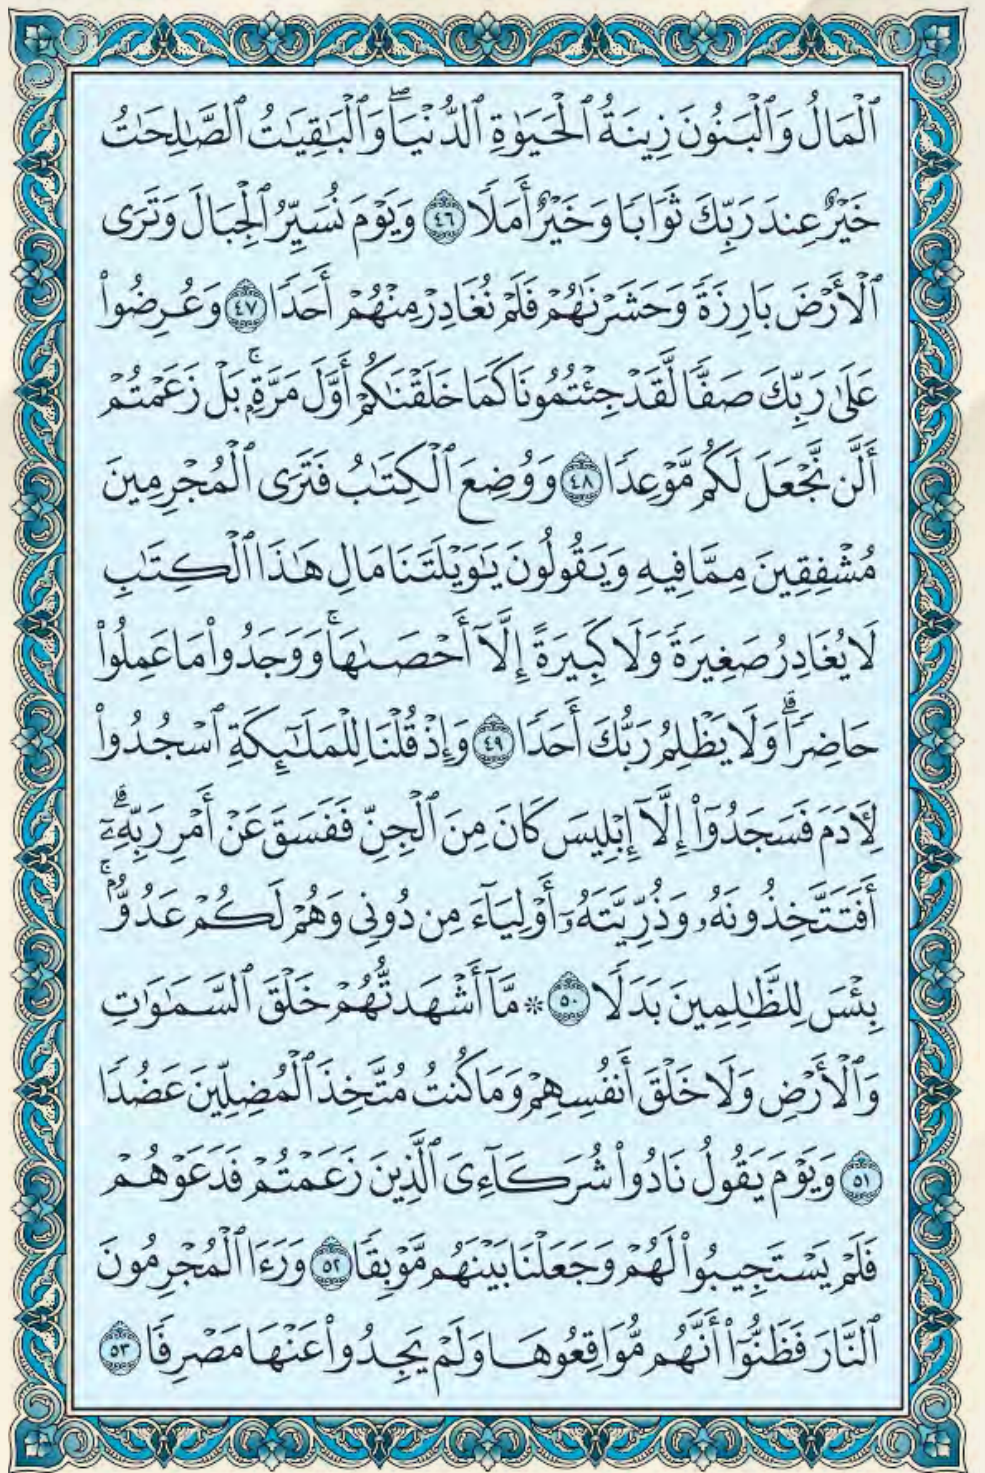 ٱلْمَالُ وَٱلْبَنُونَ زِينَةُ ٱلْحَيَوٰةِ ٱلدُّنْيَاۖ وَٱلْبَٰقِيَٰتُ ٱلصَّٰلِحَٰتُ
خَيْرٌ عِندَ رَبِّكَ ثَوَابًا وَخَيْرٌ أَمَلًا ٤٦ وَيَوْمَ نُسَيِّرُ ٱلْجِبَالَ وَتَرَى
ٱلْأَرْضَ بَارِزَةً وَحَشَرْنَٰهُمْ فَلَمْ نُغَادِرْ مِنْهُمْ أَحَدًا ٤٧ وَعُرِضُوا۟
عَلَىٰ رَبِّكَ صَفًّا لَّقَدْ جِئْتُمُونَا كَمَا خَلَقْنَٰكُمْ أَوَّلَ مَرَّةٍۭۚ بَلْ زَعَمْتُمْ
أَلَّن نَّجْعَلَ لَكُم مَّوْعِدًا ٤٨ وَوُضِعَ ٱلْكِتَٰبُ فَتَرَى ٱلْمُجْرِمِينَ
مُشْفِقِينَ مِمَّا فِيهِ وَيَقُولُونَ يَٰوَيْلَتَنَا مَالِ هَٰذَا ٱلْكِتَٰبِ
لَا يُغَادِرُ صَغِيرَةً وَلَا كَبِيرَةً إِلَّآ أَحْصَىٰهَاۚ وَوَجَدُوا۟ مَا عَمِلُوا۟
حَاضِرًاۗ وَلَا يَظْلِمُ رَبُّكَ أَحَدًا ٤٩ وَإِذْ قُلْنَا لِلْمَلَٰٓئِكَةِ ٱسْجُدُوا۟
لِأٓدَمَ فَسَجَدُوٓا۟ إِلَّآ إِبْلِيسَ كَانَ مِنَ ٱلْجِنِّ فَفَسَقَ عَنْ أَمْرِ رَبِّهِۦٓۗ
أَفَتَتَّخِذُونَهُۥ وَذُرِّيَّتَهُۥٓ أَوْلِيَآءَ مِن دُونِى وَهُمْ لَكُمْ عَدُوٌّۢۚ
بِئْسَ لِلظَّٰلِمِينَ بَدَلًا ٥٠ * مَّآ أَشْهَدتُّهُمْ خَلْقَ ٱلسَّمَٰوَٰتِ
وَٱلْأَرْضِ وَلَا خَلْقَ أَنفُسِهِمْ وَمَا كُنتُ مُتَّخِذَ ٱلْمُضِلِّينَ عَضُدًا
٥١ وَيَوْمَ يَقُولُ نَادُوا۟ شُرَكَآءِىَ ٱلَّذِينَ زَعَمْتُمْ فَدَعَوْهُمْ
فَلَمْ يَسْتَجِيبُوا۟ لَهُمْ وَجَعَلْنَا بَيْنَهُم مَّوْبِقًا ٥٢ وَرَءَا ٱلْمُجْرِمُونَ
ٱلنَّارَ فَظَنُّوٓا۟ أَنَّهُم مُّوَاقِعُوهَا وَلَمْ يَجِدُوا۟ عَنْهَا مَصْرِفًا ٥٣